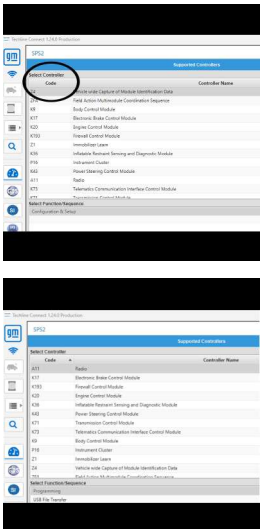 Techline Connect 1.24.0 Production
gm
SPS2
Supported Controllers
Select Controller
Code Controller Name
Z4 Vehicle wide Capture of Module Identification Data
Field Action Multimodule Coordination Sequence
K9 Body Control Module
K17 Electronic Brake Control Module
K20 Engine Control Module
K193 Firewall Control Module
Z1 Immobilizer Learn
K36 Inflatable Restraint Sensing and Diagnostic Module
P16 Instrument Cluster
K43 Power Steering Control Module
A11 Radio
K73 Telematics Communication Interface Control Module
K71 Transmission Control Module
Select Function/Sequence
Configuration & Setup
Techline Connect 1.24.0 Production
gm
SPS2
Supported Controllers
Select Controller
Code Controller Name
A11 Radio
K17 Electronic Brake Control Module
K193 Firewall Control Module
K20 Engine Control Module
K36 Inflatable Restraint Sensing and Diagnostic Module
K43 Power Steering Control Module
K71 Transmission Control Module
K73 Telematics Communication Interface Control Module
K9 Body Control Module
P16 Instrument Cluster
Z1 Immobilizer Learn
Z4 Vehicle wide Capture of Module Identification Data
Field Action Multimodule Coordination Sequence
Select Function/Sequence
Programming
USB File Transfer